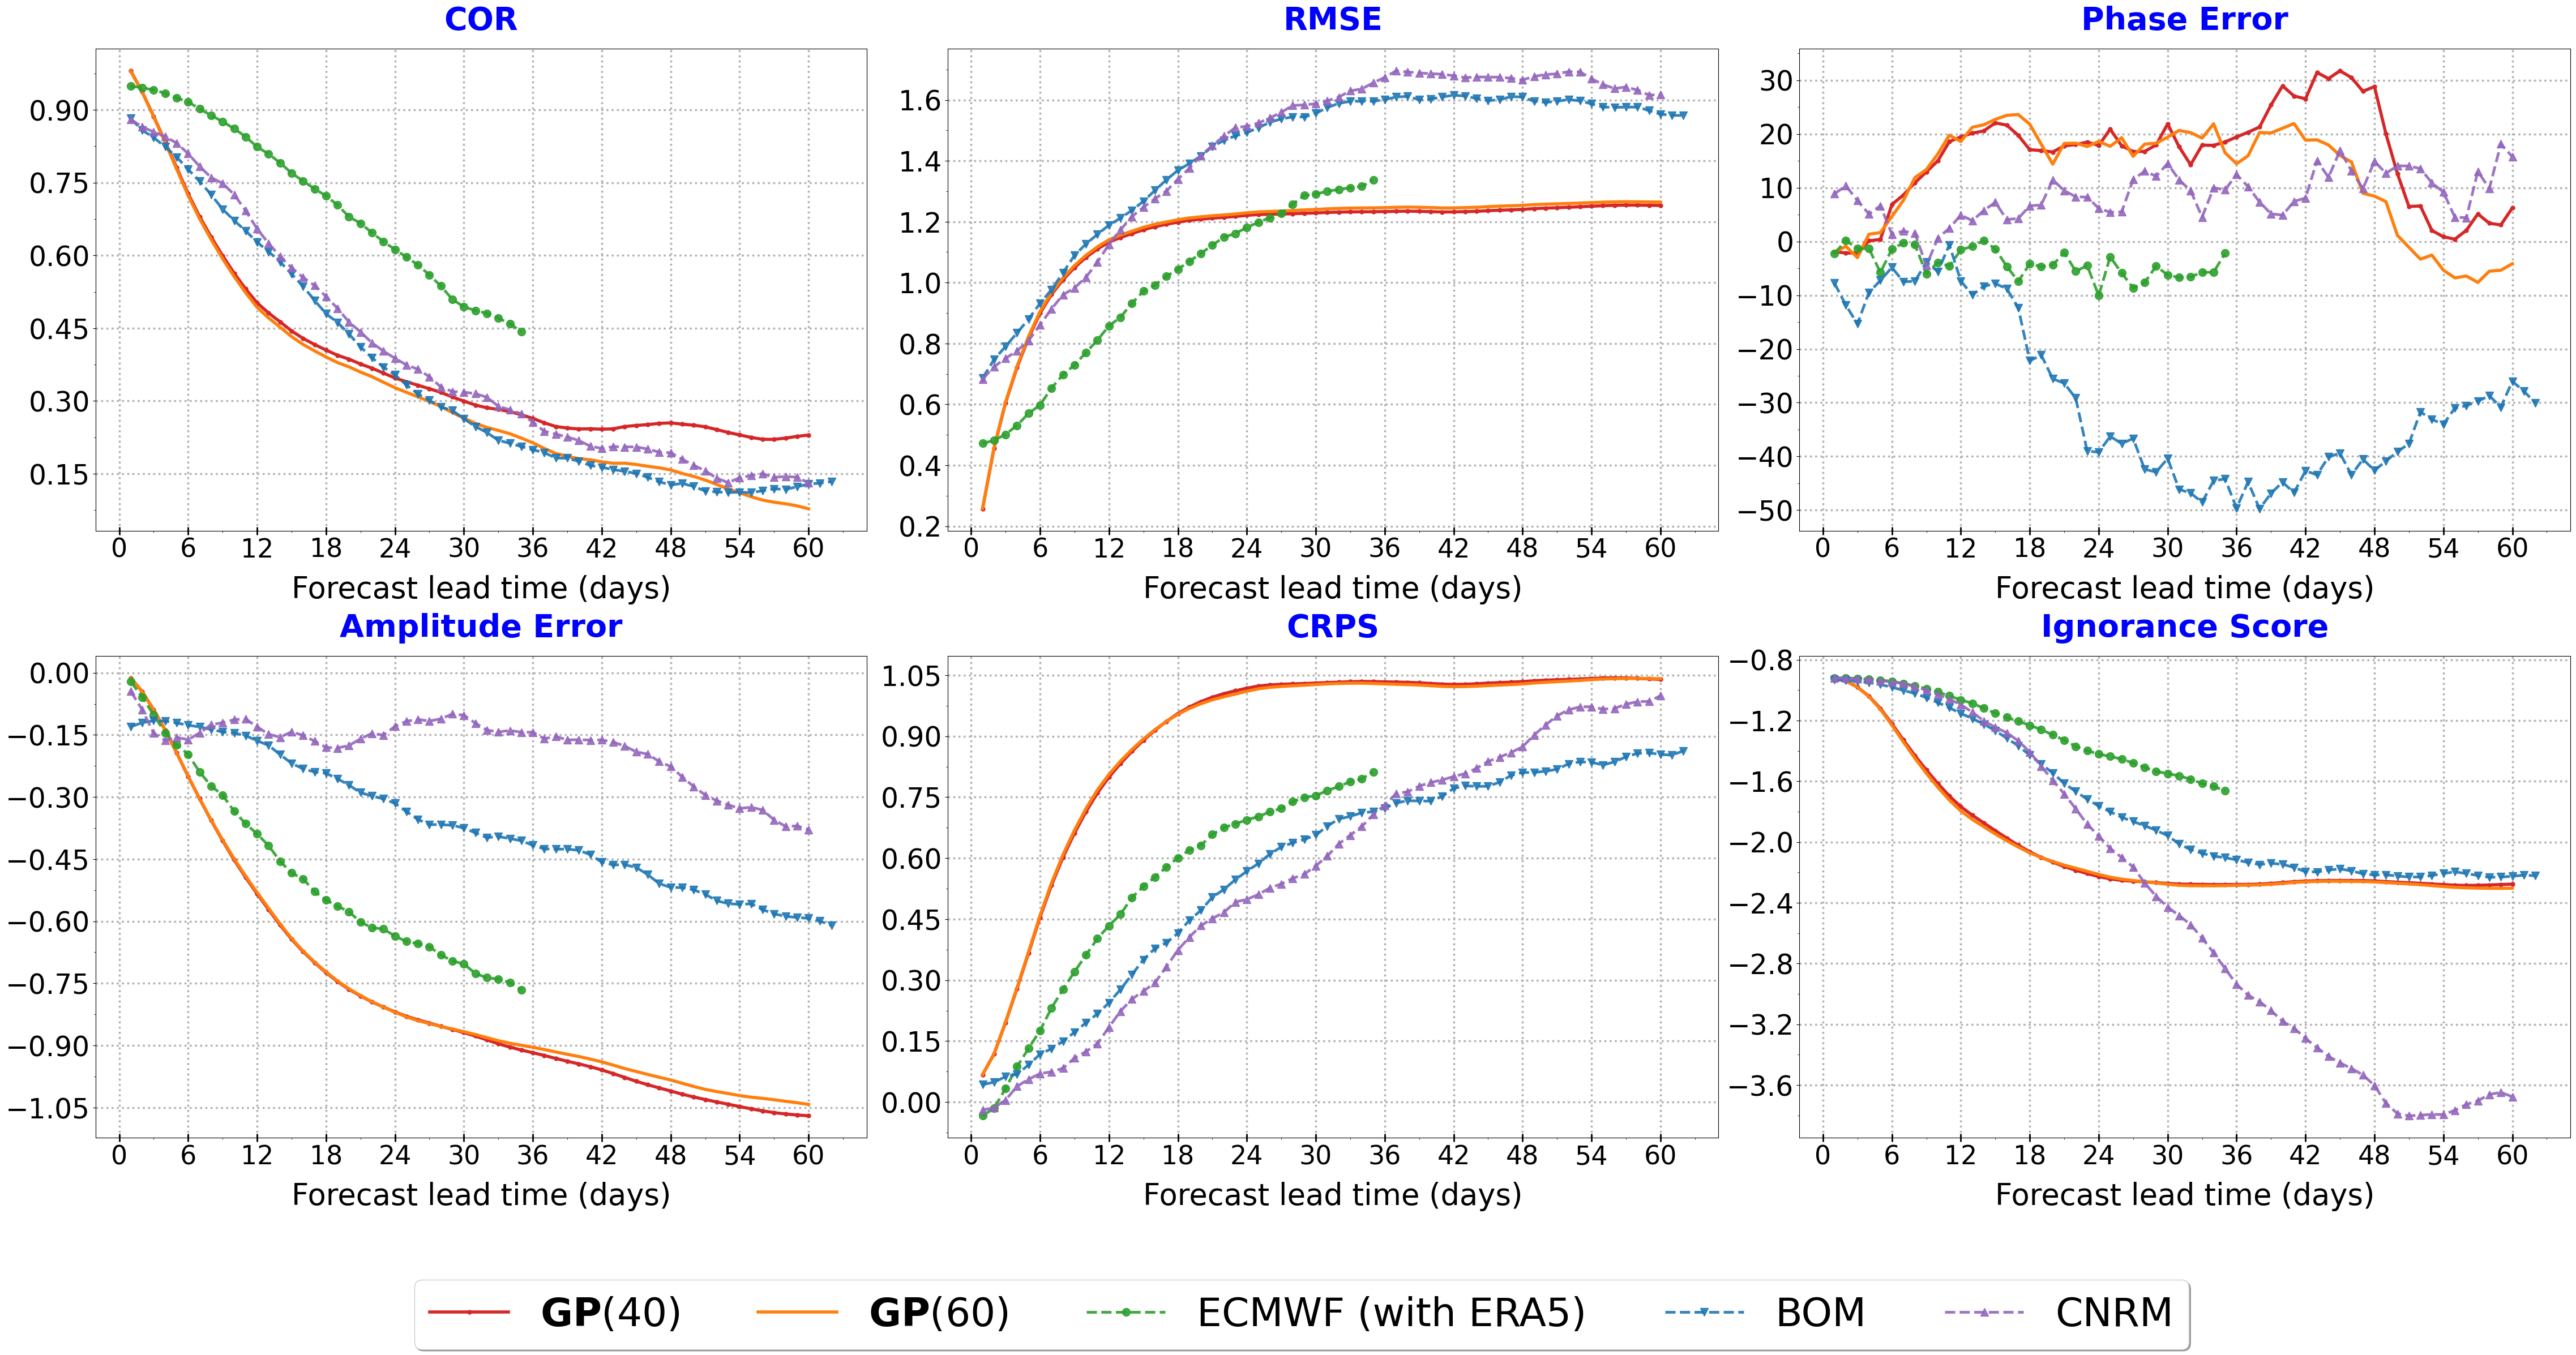 COR
0.90
0.75
0.60
0.45
0.30
0.15
0 6 12 18 24 30 36 42 48 54 60
Forecast lead time (days)
RMSE
1.6
1.4
1.2
1.0
0.8
0.6
0.4
0.2
0 6 12 18 24 30 36 42 48 54 60
Forecast lead time (days)
Phase Error
30
20
10
0
−10
−20
−30
−40
−50
0 6 12 18 24 30 36 42 48 54 60
Forecast lead time (days)
Amplitude Error
0.00
−0.15
−0.30
−0.45
−0.60
−0.75
−0.90
−1.05
0 6 12 18 24 30 36 42 48 54 60
Forecast lead time (days)
CRPS
1.05
0.90
0.75
0.60
0.45
0.30
0.15
0.00
0 6 12 18 24 30 36 42 48 54 60
Forecast lead time (days)
Ignorance Score
−0.8
−1.2
−1.6
−2.0
−2.4
−2.8
−3.2
−3.6
0 6 12 18 24 30 36 42 48 54 60
Forecast lead time (days)
GP(40) GP(60) ECMWF (with ERA5) BOM CNRM